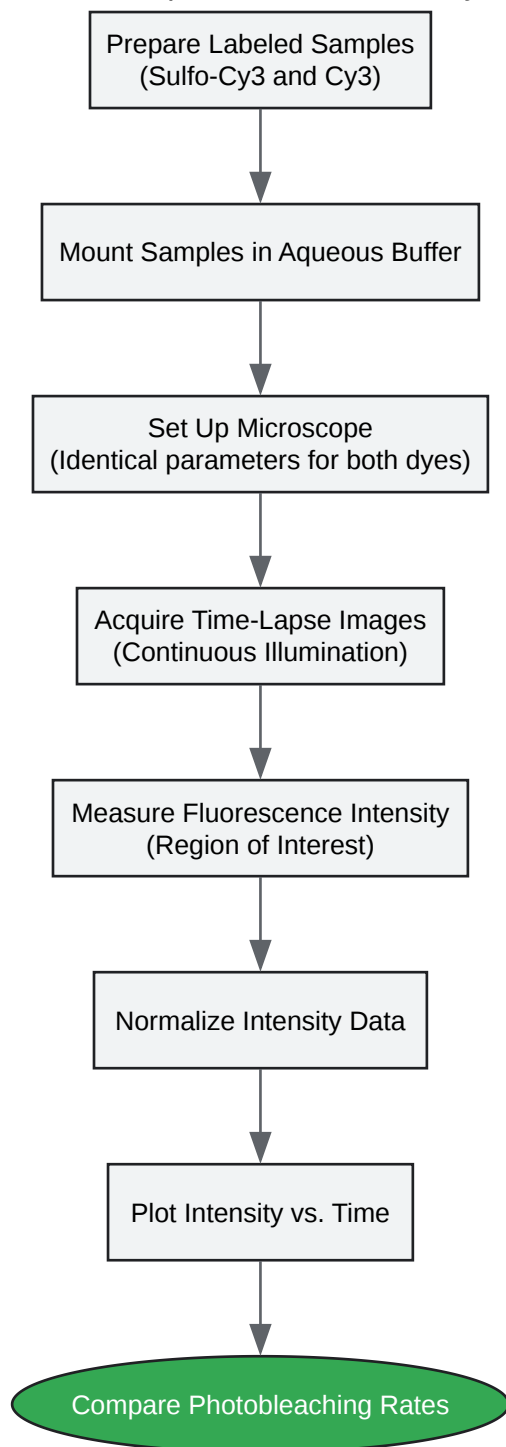 Prepare Labeled Samples
(Sulfo-Cy3 and Cy3)
Mount Samples in Aqueous Buffer
Set Up Microscope
(Identical parameters for both dyes)
Acquire Time-Lapse Images
(Continuous Illumination)
Measure Fluorescence Intensity
(Region of Interest)
Normalize Intensity Data
Plot Intensity vs. Time
Compare Photobleaching Rates